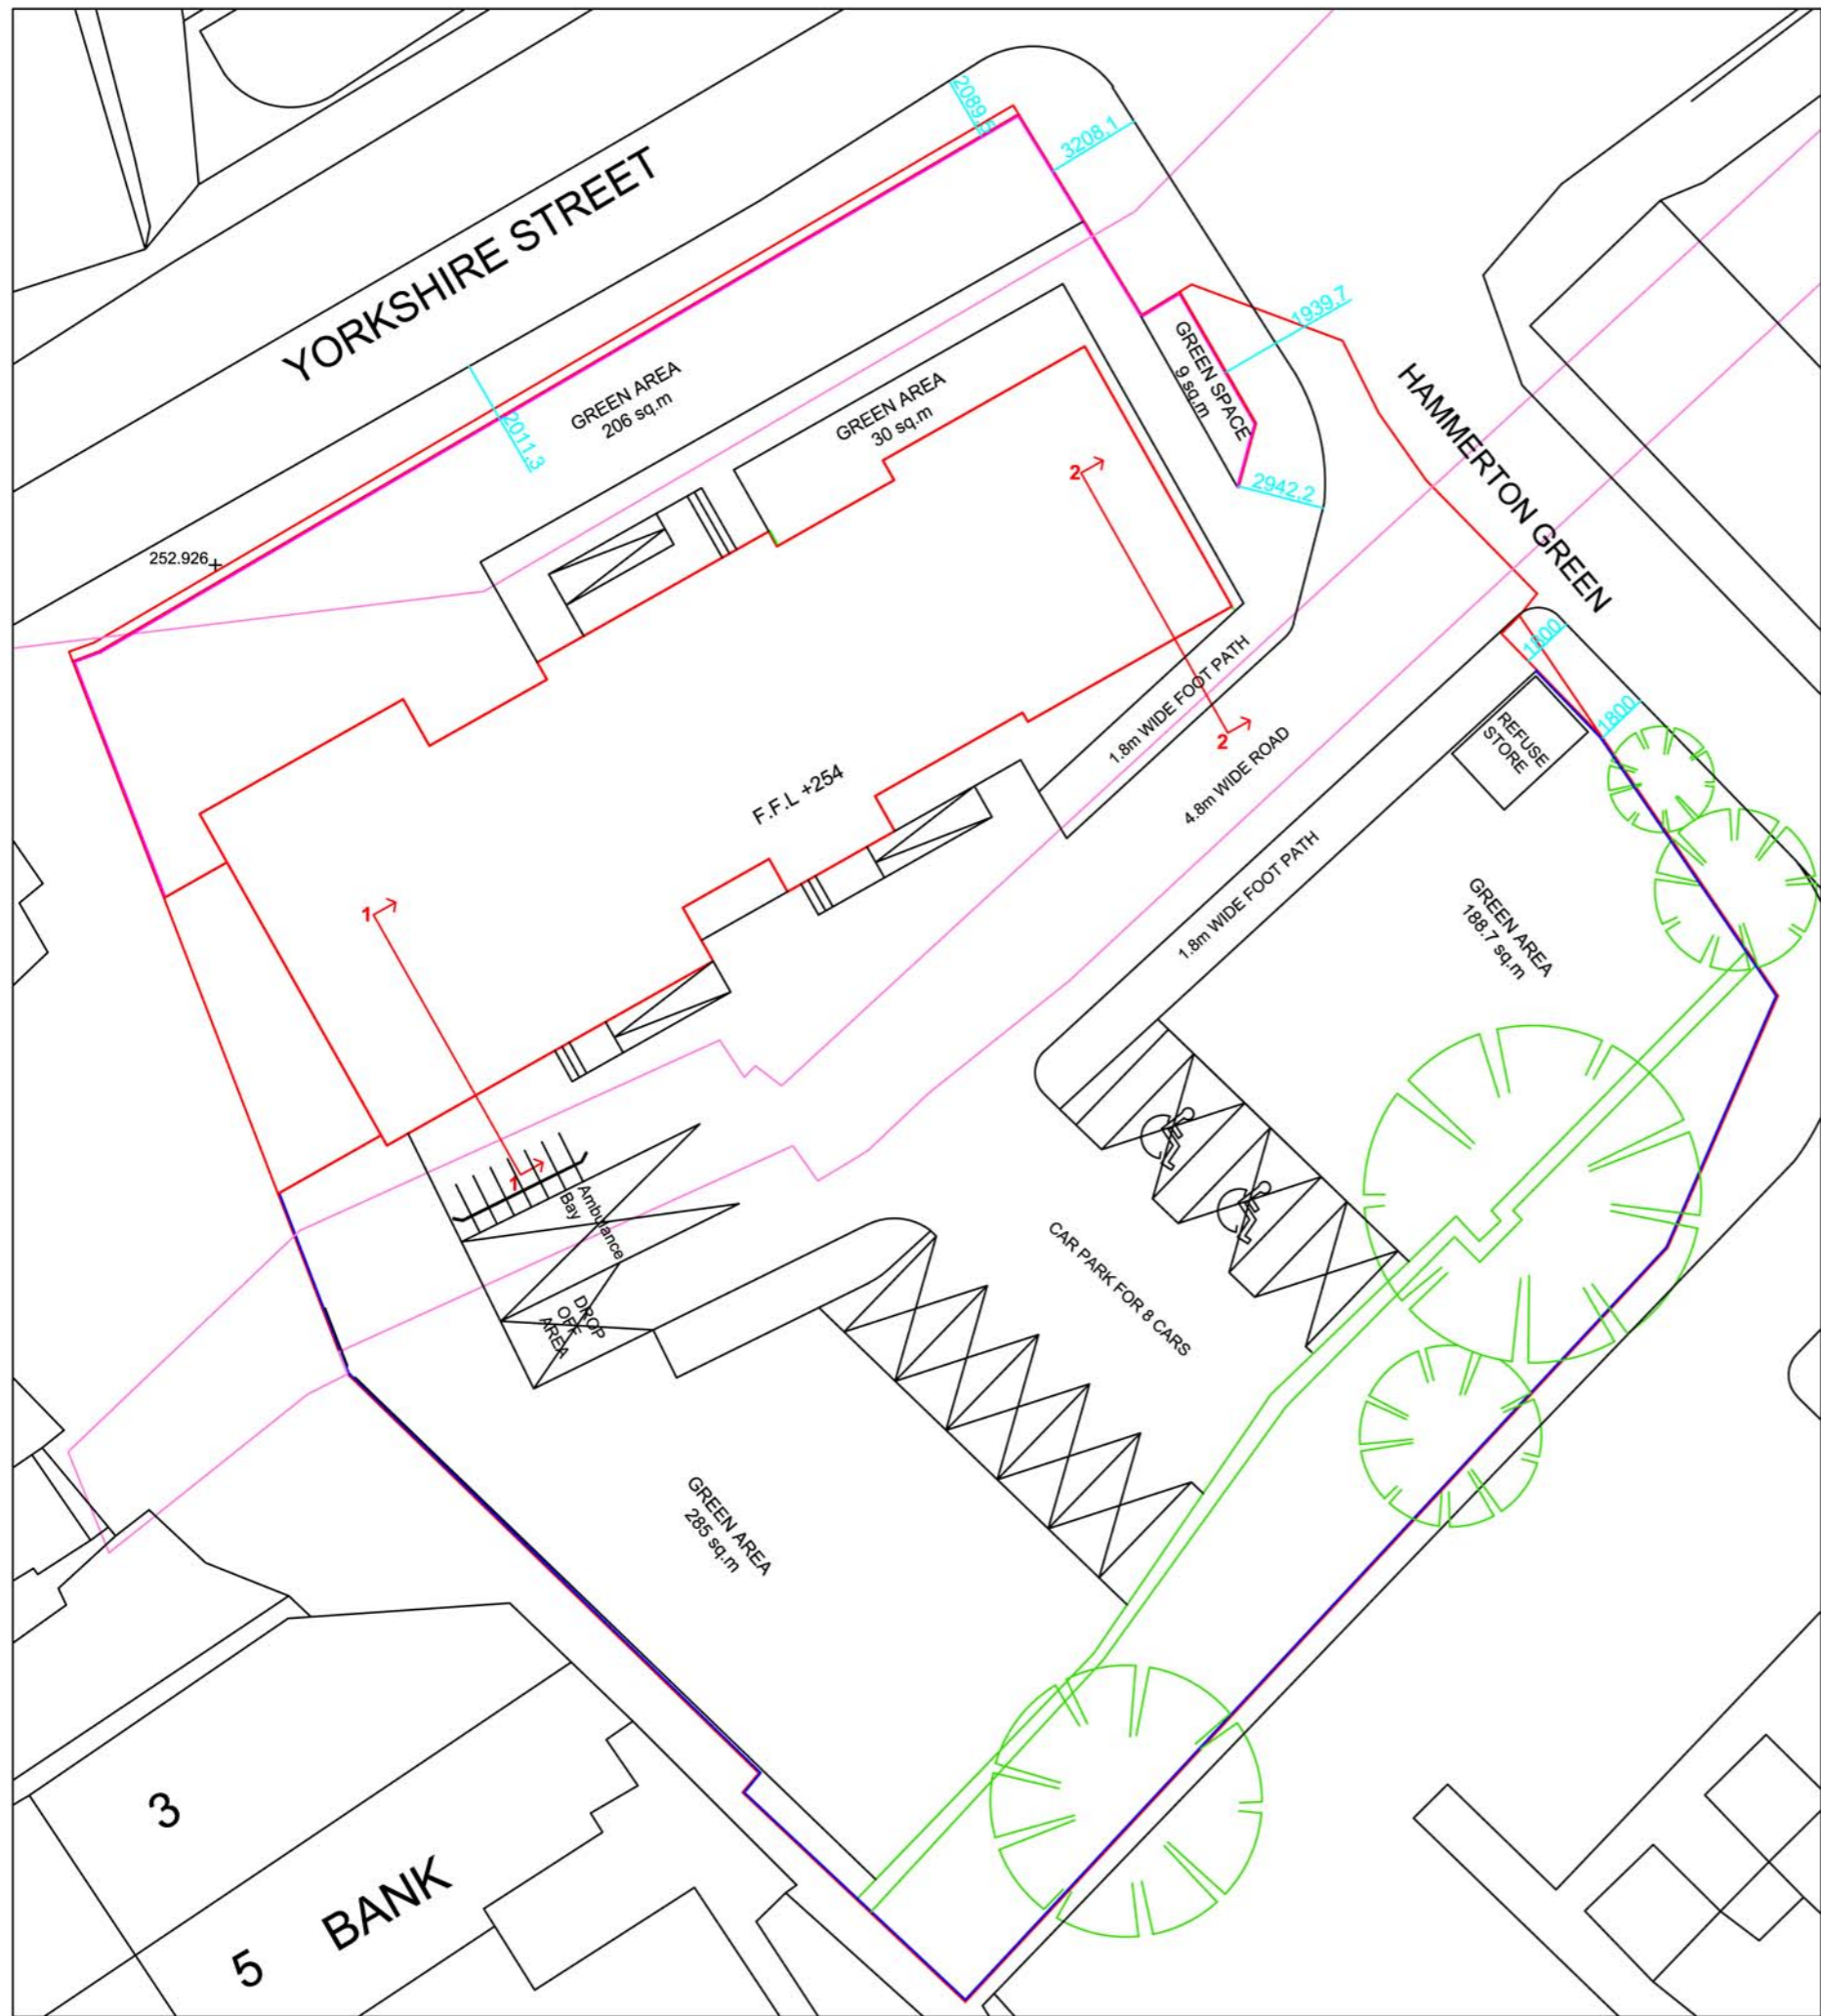 2089.5
3208.1
YORKSHIRE STREET
1939.7
GREEN SPACE
9 sq.m
GREEN AREA
206 sq.m
GREEN AREA
30 sq.m
2011.3
HAMMERTON GREEN
2
2942.2
252.926
1800
1.8m WIDE FOOT PATH
2
1800
REFUSE
STORE
4.8m WIDE ROAD
F.F.L +254
1.8m WIDE FOOT PATH
GREEN AREA
188.7 sq.m
1
1
Ambulance
Bay
CAR PARK FOR 8 CARS
DROP
OFF
AREA
GREEN AREA
285 sq.m
3
BANK
5